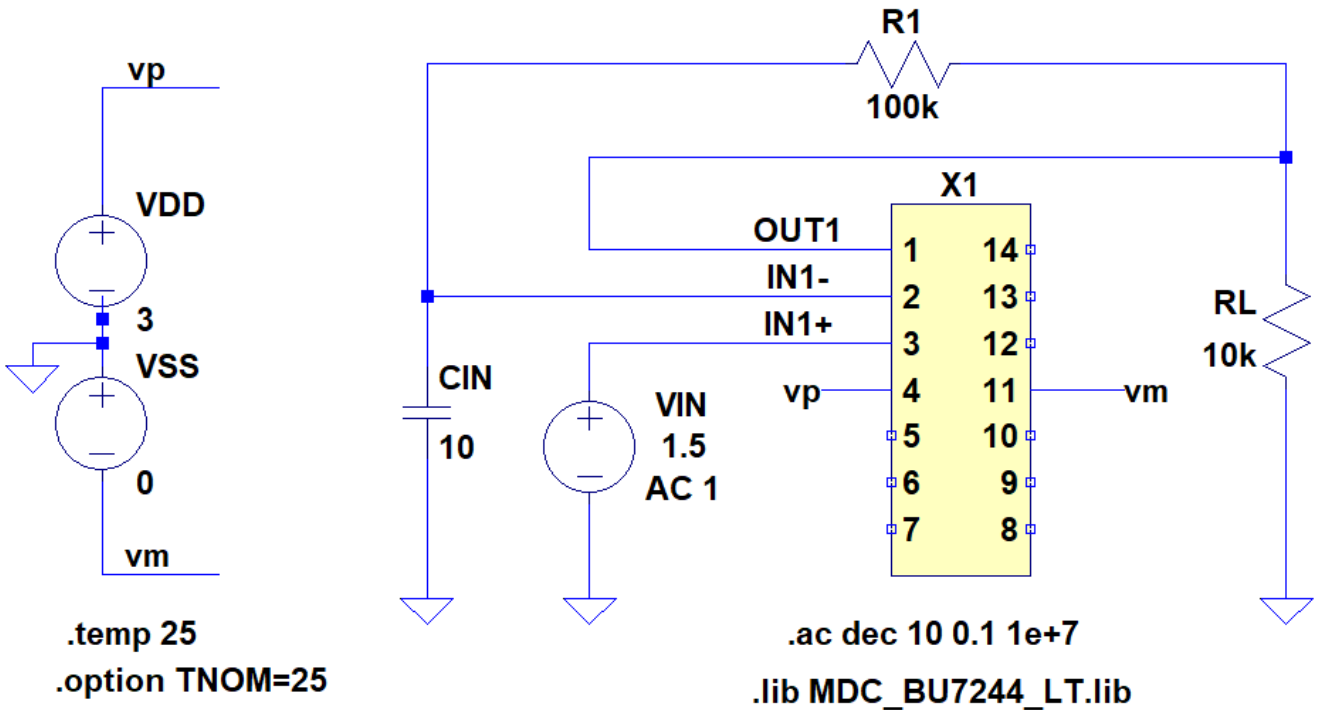 R1
100k
vp
VDD
3
VSS
0
vm
X1
OUT1
IN1-
IN1+
1
2
3
4
5
6
7
14
13
12
11
10
9
8
vp
vm
CIN
10
VIN
1.5
AC 1
RL
10k
.temp 25
.option TNOM=25
.ac dec 10 0.1 1e+7
.lib MDC_BU7244_LT.lib